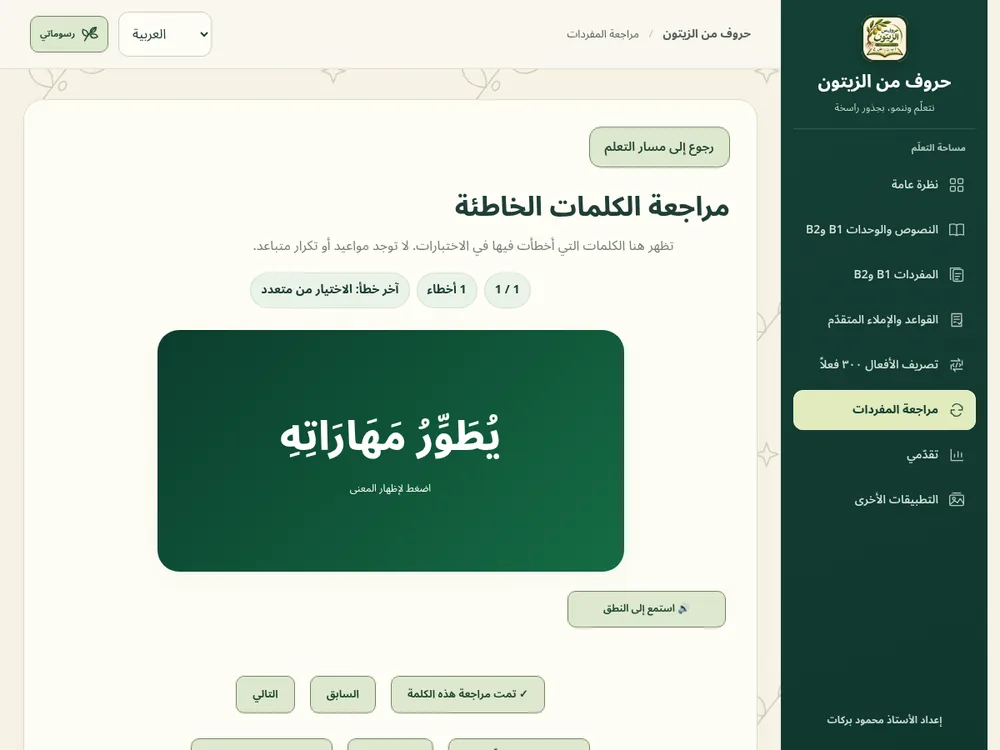 حروف من الزيتون
نتعلّم وننمو، بجذور راسخة
مساحة التعلّم
نظرة عامة
النصوص والوحدات B1 وB2
المفردات B1 وB2
القواعد والإملاء المتقدّم
تصريف الأفعال ٣٠٠ فعلاً
مراجعة المفردات
تقدّمي
التطبيقات الأخرى
إعداد الأستاذ محمود بركات
حروف من الزيتون / مراجعة المفردات
العربية
رسوماتي
رجوع إلى مسار التعلم
مراجعة الكلمات الخاطئة
تظهر هنا الكلمات التي أخطأت فيها في الاختبارات. لا توجد مواعيد أو تكرار متباعد.
1 / 1
1 أخطاء
آخر خطأ: الاختيار من متعدد
يُطَوِّرُ مَهَارَاتِهِ
اضغط لإظهار المعنى
استمع إلى النطق
✓ تمت مراجعة هذه الكلمة
السابق
التالي